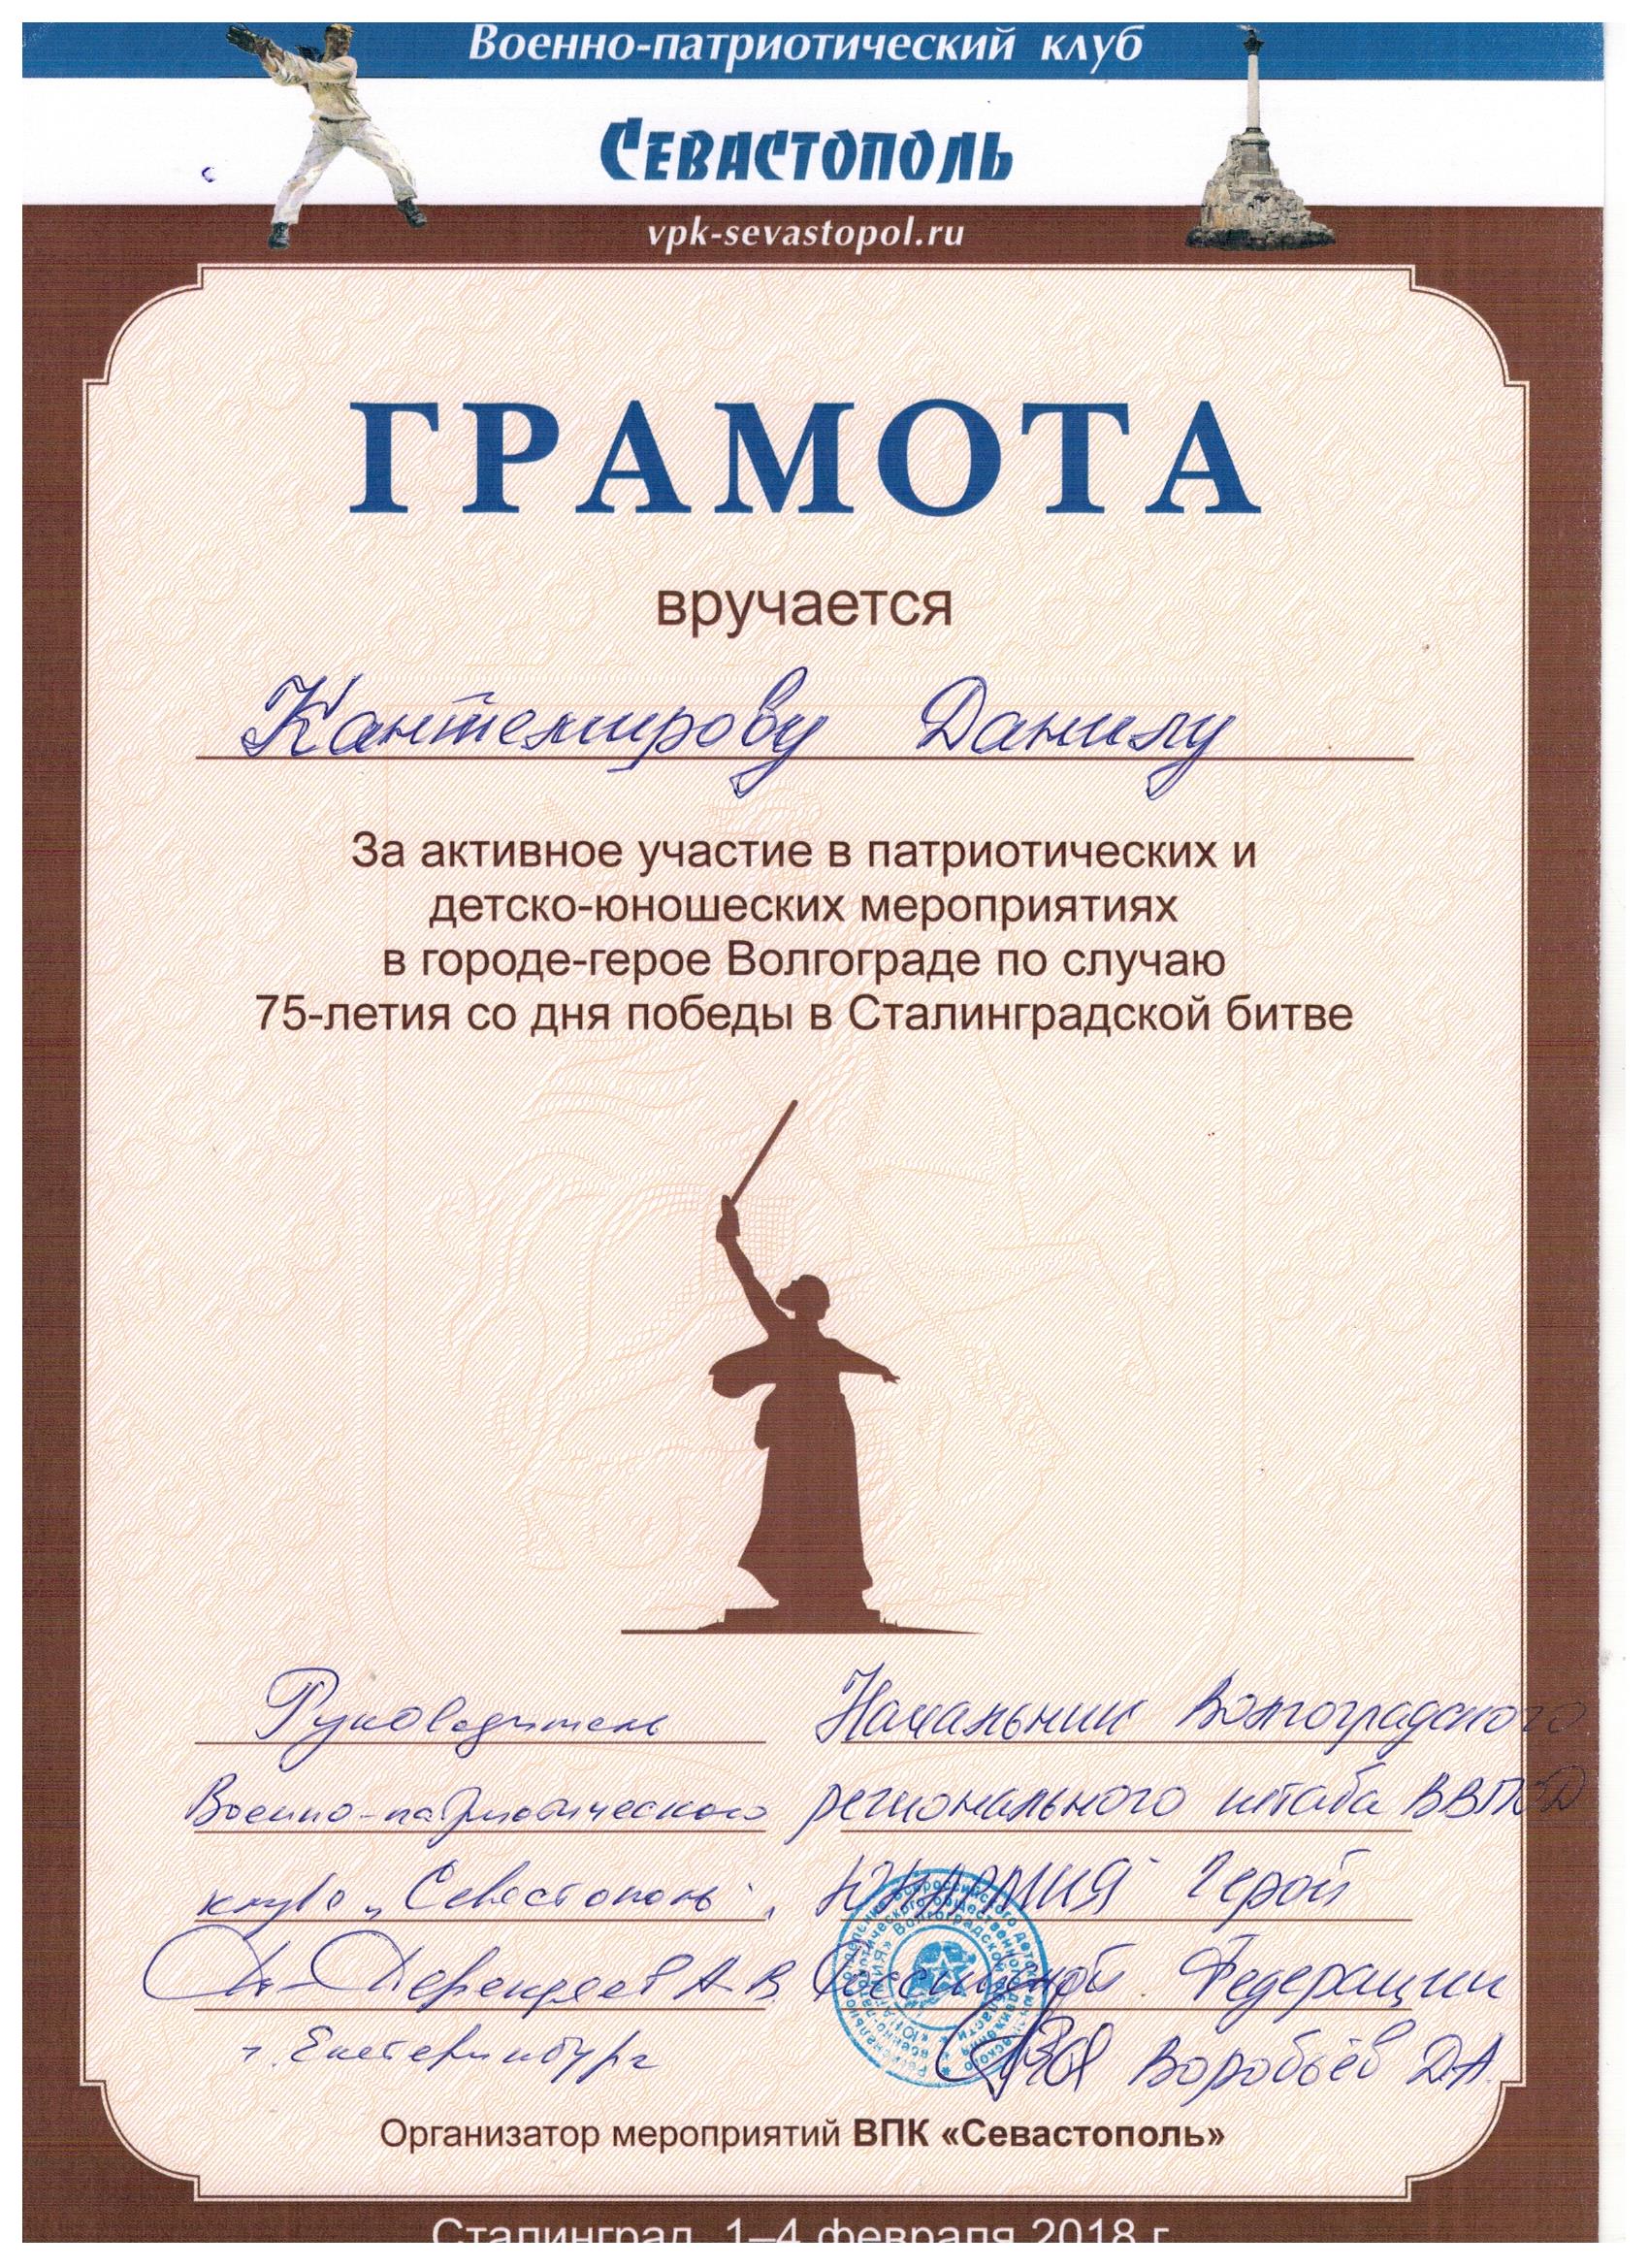 Военно-патриотический клуб
СЕВАСТОПОЛЬ
vpk-sevastopol.ru
ГРАМОТА
вручается
Кантемирову Данилу
За активное участие в патриотических и
детско-юношеских мероприятиях
в городе-герое Волгограде по случаю
75-летия со дня победы в Сталинградской битве
Руководитель
Военно-патриотического
клуба „Севастополь",
А.В.
г. Екатеринбург
Начальник Волгоградского
регионального штаба ВВПОД
ЮНАРМИЯ" Герой
Российской Федерации
Воробьёв Д.А.
Организатор мероприятий ВПК «Севастополь»
Сталинград, 1–4 февраля 2018 г.